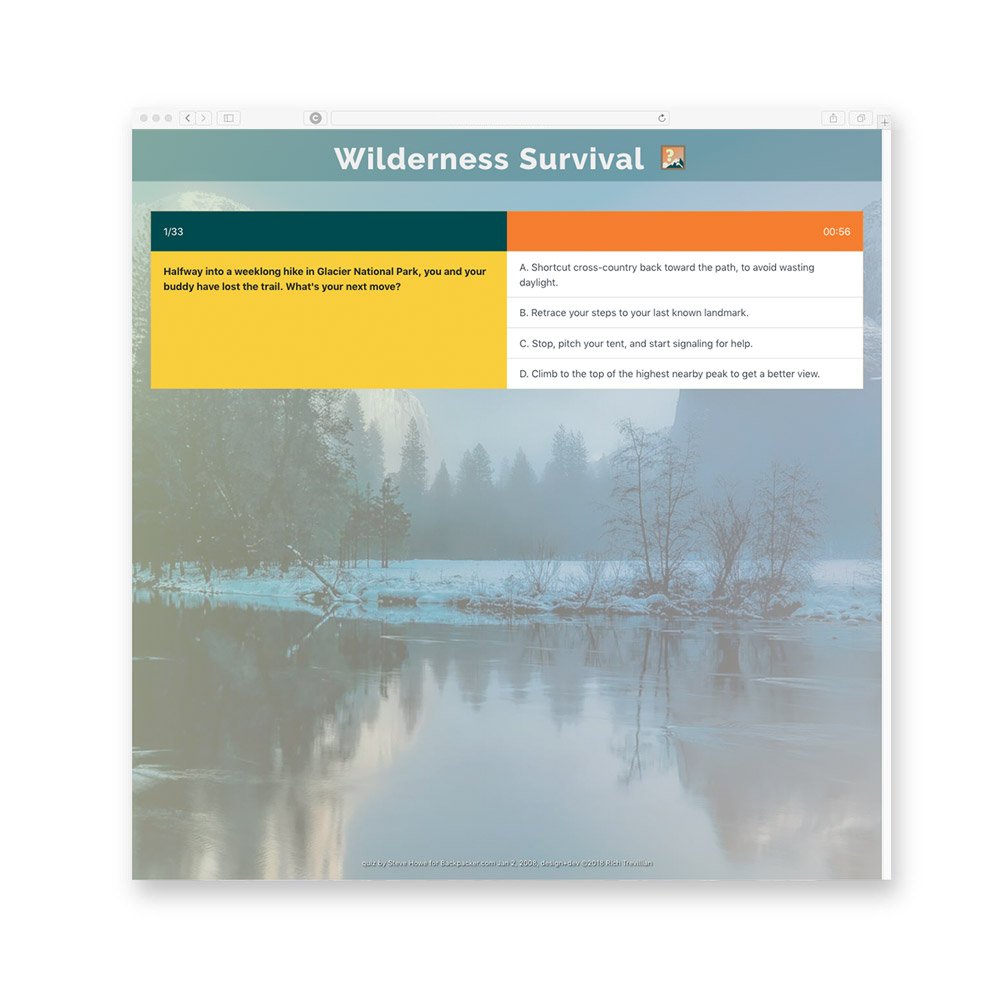 Wilderness Survival
1/33
00:56
Halfway into a weeklong hike in Glacier National Park, you and your
buddy have lost the trail. What's your next move?
A. Shortcut cross-country back toward the path, to avoid wasting
daylight.
B. Retrace your steps to your last known landmark.
C. Stop, pitch your tent, and start signaling for help.
D. Climb to the top of the highest nearby peak to get a better view.
quiz by Steve Howe for Backpacker.com Jun 2, 2008, design+dev ©2018 Rich Trevillian